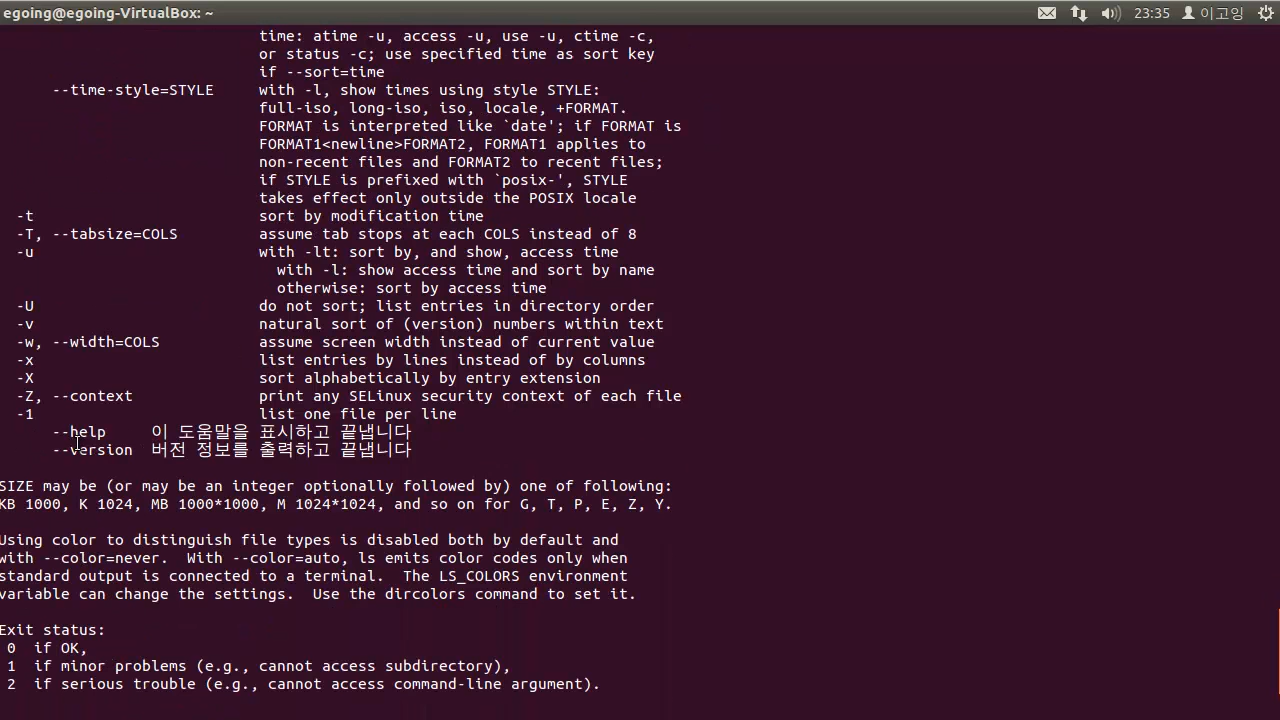 egoing@egoing-VirtualBox: ~ 23:35 이고잉
time: atime -u, access -u, use -u, ctime -c,
or status -c; use specified time as sort key
if --sort=time
--time-style=STYLE with -l, show times using style STYLE:
full-iso, long-iso, iso, locale, +FORMAT.
FORMAT is interpreted like `date'; if FORMAT is
FORMAT1<newline>FORMAT2, FORMAT1 applies to
non-recent files and FORMAT2 to recent files;
if STYLE is prefixed with `posix-', STYLE
takes effect only outside the POSIX locale
-t sort by modification time
-T, --tabsize=COLS assume tab stops at each COLS instead of 8
-u with -lt: sort by, and show, access time
with -l: show access time and sort by name
otherwise: sort by access time
-U do not sort; list entries in directory order
-v natural sort of (version) numbers within text
-w, --width=COLS assume screen width instead of current value
-x list entries by lines instead of by columns
-X sort alphabetically by entry extension
-Z, --context print any SELinux security context of each file
-1 list one file per line
--help 이 도움말을 표시하고 끝냅니다
--version 버전 정보를 출력하고 끝냅니다
SIZE may be (or may be an integer optionally followed by) one of following:
KB 1000, K 1024, MB 1000*1000, M 1024*1024, and so on for G, T, P, E, Z, Y.
Using color to distinguish file types is disabled both by default and
with --color=never. With --color=auto, ls emits color codes only when
standard output is connected to a terminal. The LS_COLORS environment
variable can change the settings. Use the dircolors command to set it.
Exit status:
0 if OK,
1 if minor problems (e.g., cannot access subdirectory),
2 if serious trouble (e.g., cannot access command-line argument).